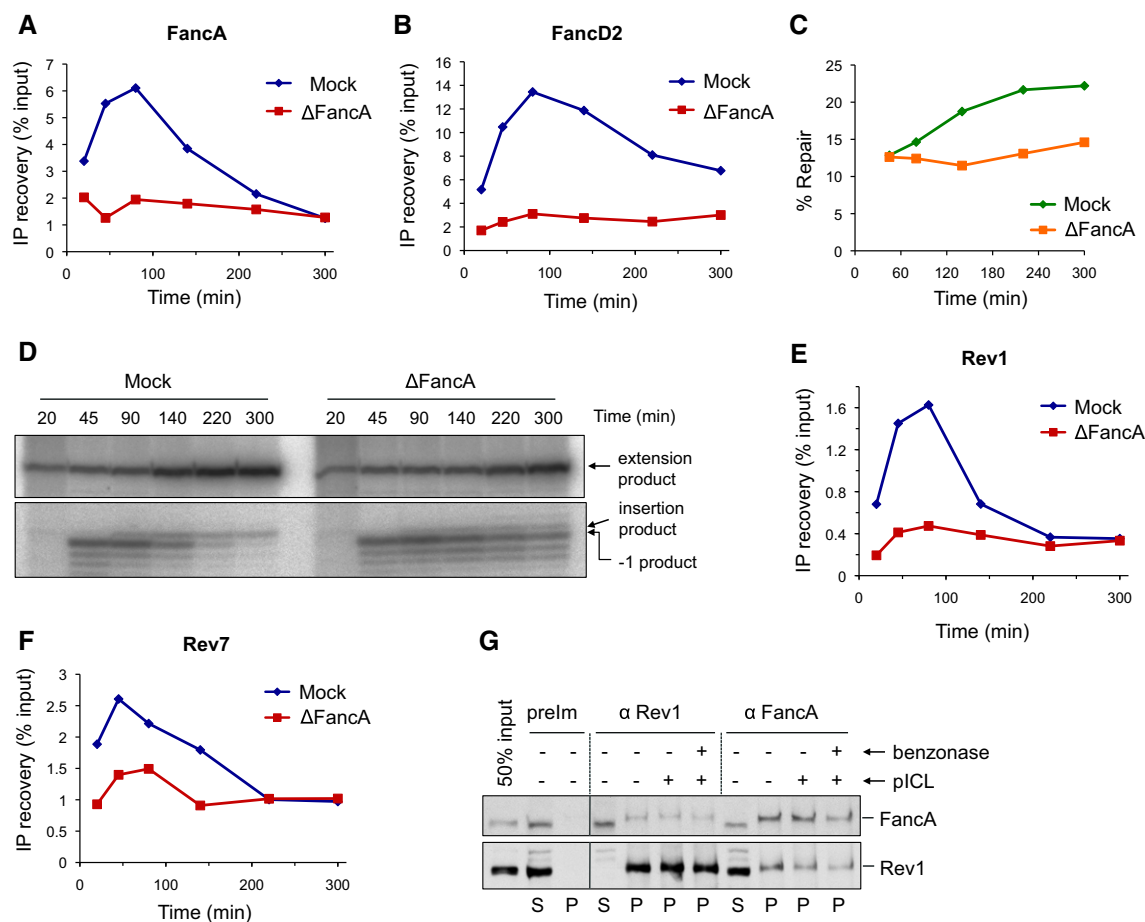 A
FancA
IP recovery (% input)
7
6
5
4
3
2
1
0
0 100 200 300
Time (min)
Mock
ΔFancA
B
FancD2
IP recovery (% input)
16
14
12
10
8
6
4
2
0
0 100 200 300
Time (min)
Mock
ΔFancA
C
% Repair
25
20
15
10
5
0
0 60 120 180 240 300
Time (min)
Mock
ΔFancA
D
Mock ΔFancA
20 45 90 140 220 300 20 45 90 140 220 300 Time (min)
extension
product
insertion
product
-1 product
E
Rev1
IP recovery (% input)
1.6
1.2
0.8
0.4
0
0 100 200 300
Time (min)
Mock
ΔFancA
F
Rev7
IP recovery (% input)
3
2.5
2
1.5
1
0.5
0
0 100 200 300
Time (min)
Mock
ΔFancA
G
50% input
preIm α Rev1 α FancA
- - - - - + - - - + benzonase
- - - - + + - - + + pICL
FancA
Rev1
S P S P P P S P P P